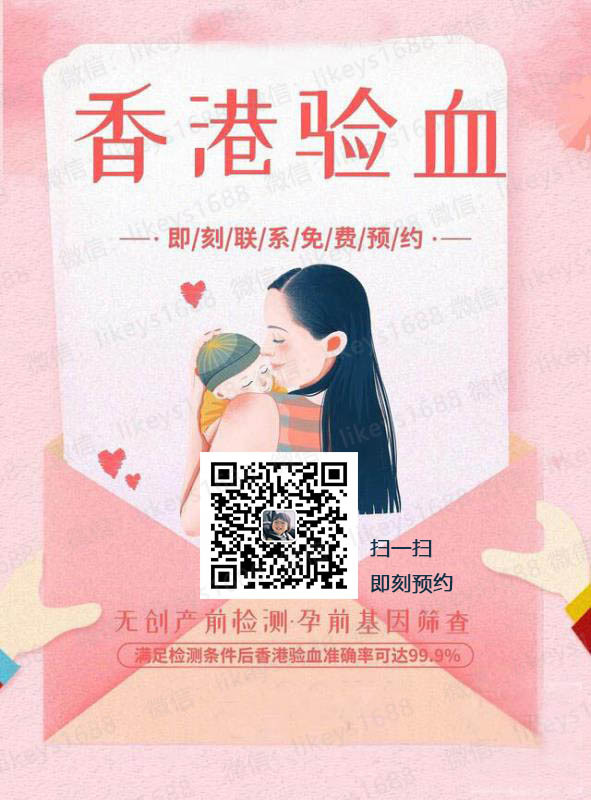 香港验血
即/刻/联/系/免/费/预/约
扫一扫
即刻预约
无创产前检测·孕前基因筛查
满足检测条件后香港验血准确率可达99.9%
微信：likeys1688